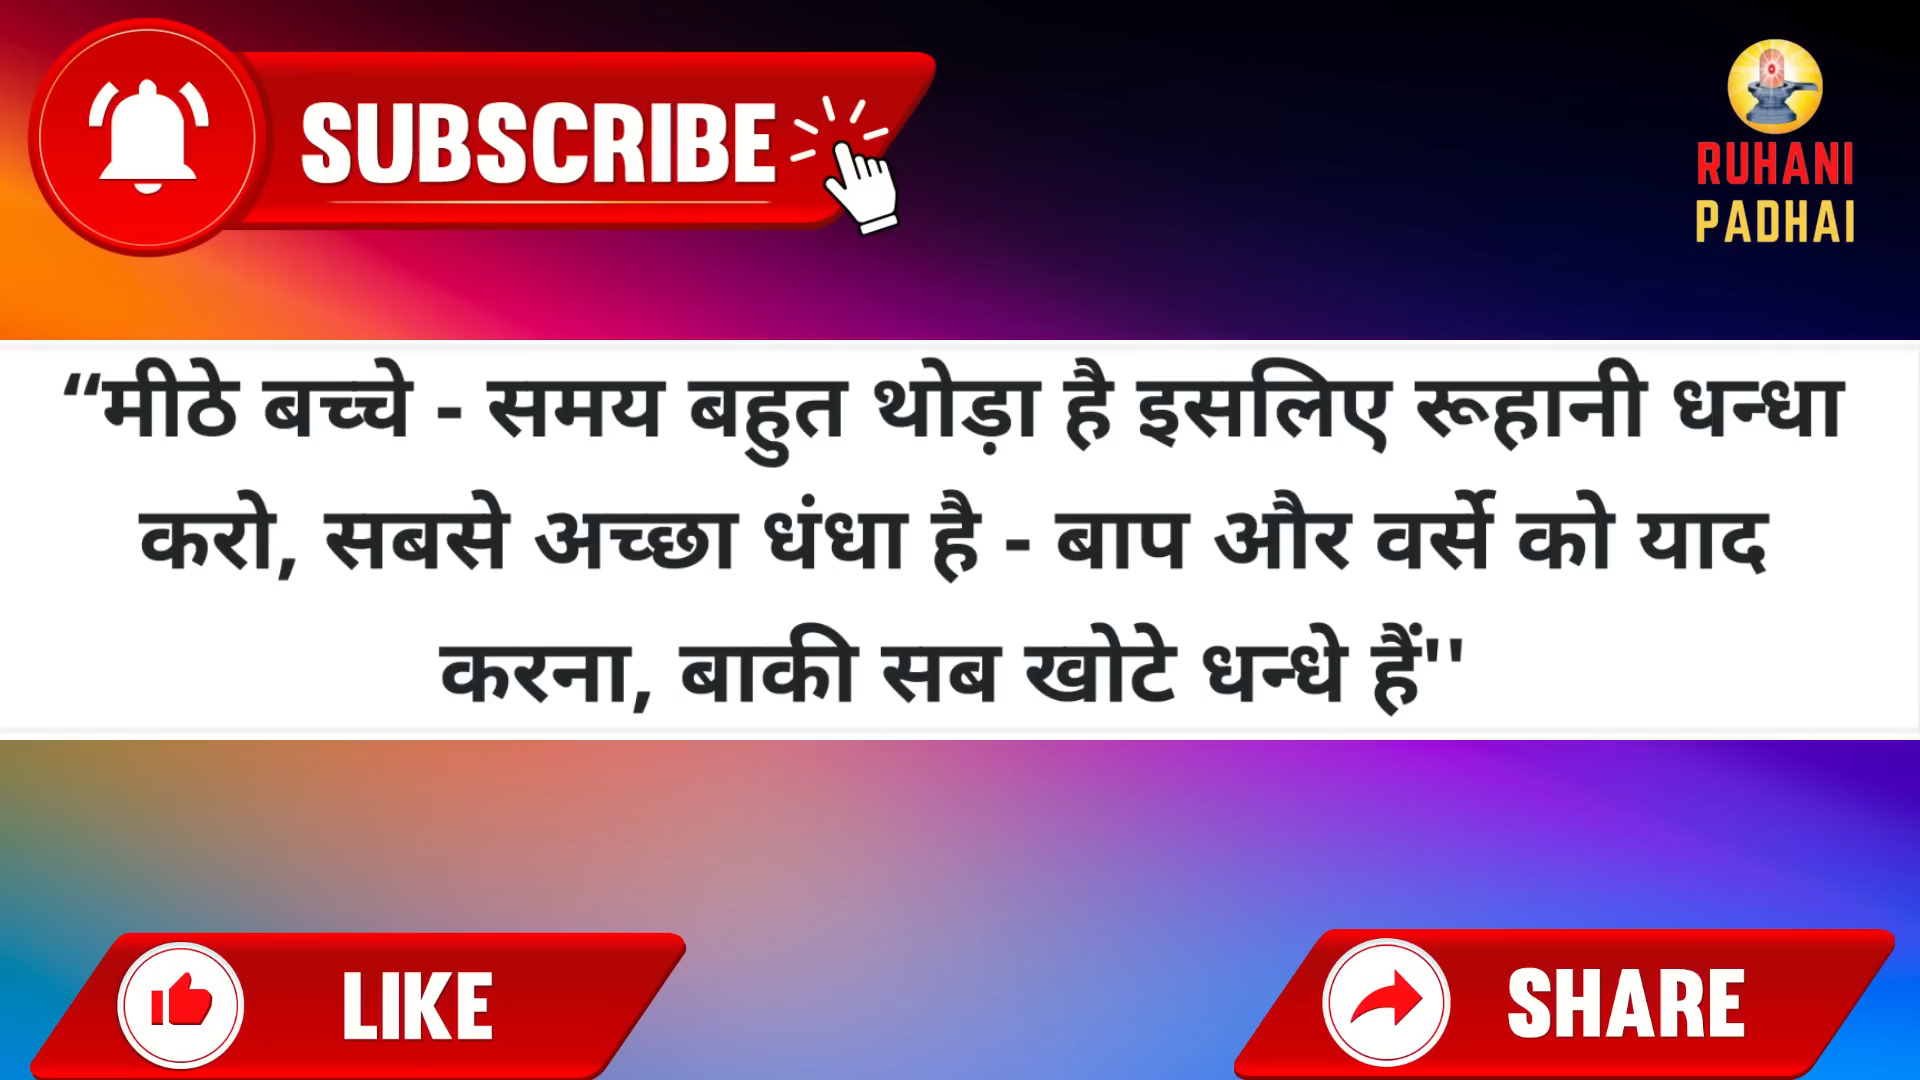 SUBSCRIBE
RUHANI
PADHAI
“मीठे बच्चे - समय बहुत थोड़ा है इसलिए रूहानी धन्धा
करो, सबसे अच्छा धंधा है - बाप और वर्से को याद
करना, बाकी सब खोटे धन्धे हैं''
LIKE
SHARE